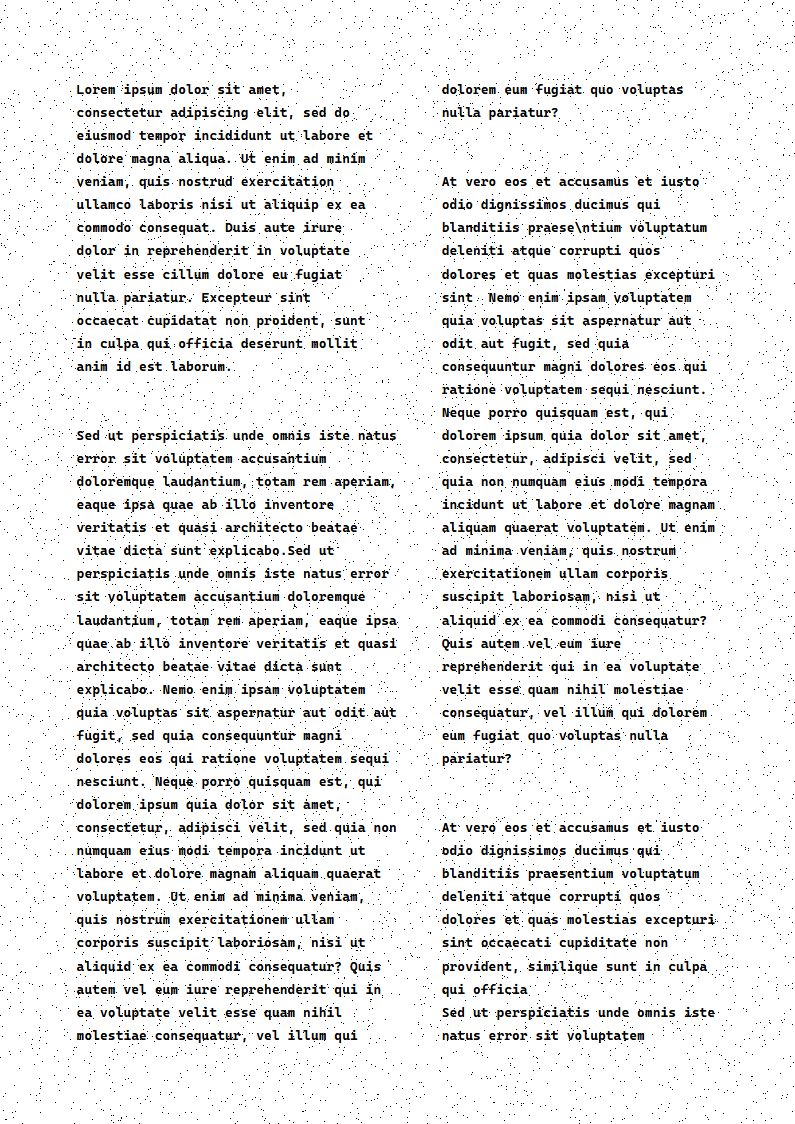 Lorem ipsum dolor sit amet,
consectetur adipiscing elit, sed do
eiusmod tempor incididunt ut labore et
dolore magna aliqua. Ut enim ad minim
veniam, quis nostrud exercitation
ullamco laboris nisi ut aliquip ex ea
commodo consequat. Duis aute irure
dolor in reprehenderit in voluptate
velit esse cillum dolore eu fugiat
nulla pariatur. Excepteur sint
occaecat cupidatat non proident, sunt
in culpa qui officia deserunt mollit
anim id est laborum.
Sed ut perspiciatis unde omnis iste natus
error sit voluptatem accusantium
doloremque laudantium, totam rem aperiam,
eaque ipsa quae ab illo inventore
veritatis et quasi architecto beatae
vitae dicta sunt explicabo.Sed ut
perspiciatis unde omnis iste natus error
sit voluptatem accusantium doloremque
laudantium, totam rem aperiam, eaque ipsa
quae ab illo inventore veritatis et quasi
architecto beatae vitae dicta sunt
explicabo. Nemo enim ipsam voluptatem
quia voluptas sit aspernatur aut odit aut
fugit, sed quia consequuntur magni
dolores eos qui ratione voluptatem sequi
nesciunt. Neque porro quisquam est, qui
dolorem ipsum quia dolor sit amet,
consectetur, adipisci velit, sed quia non
numquam eius modi tempora incidunt ut
labore et dolore magnam aliquam quaerat
voluptatem. Ut enim ad minima veniam,
quis nostrum exercitationem ullam
corporis suscipit laboriosam, nisi ut
aliquid ex ea commodi consequatur? Quis
autem vel eum iure reprehenderit qui in
ea voluptate velit esse quam nihil
molestiae consequatur, vel illum qui
dolorem eum fugiat quo voluptas
nulla pariatur?
At vero eos et accusamus et iusto
odio dignissimos ducimus qui
blanditiis praese\ntium voluptatum
deleniti atque corrupti quos
dolores et quas molestias excepturi
sint  Nemo enim ipsam voluptatem
quia voluptas sit aspernatur aut
odit aut fugit, sed quia
consequuntur magni dolores eos qui
ratione voluptatem sequi nesciunt.
Neque porro quisquam est, qui
dolorem ipsum quia dolor sit amet,
consectetur, adipisci velit, sed
quia non numquam eius modi tempora
incidunt ut labore et dolore magnam
aliquam quaerat voluptatem. Ut enim
ad minima veniam, quis nostrum
exercitationem ullam corporis
suscipit laboriosam, nisi ut
aliquid ex ea commodi consequatur?
Quis autem vel eum iure
reprehenderit qui in ea voluptate
velit esse quam nihil molestiae
consequatur, vel illum qui dolorem
eum fugiat quo voluptas nulla
pariatur?
At vero eos et accusamus et iusto
odio dignissimos ducimus qui
blanditiis praesentium voluptatum
deleniti atque corrupti quos
dolores et quas molestias excepturi
sint occaecati cupiditate non
provident, similique sunt in culpa
qui officia
Sed ut perspiciatis unde omnis iste
natus error sit voluptatem